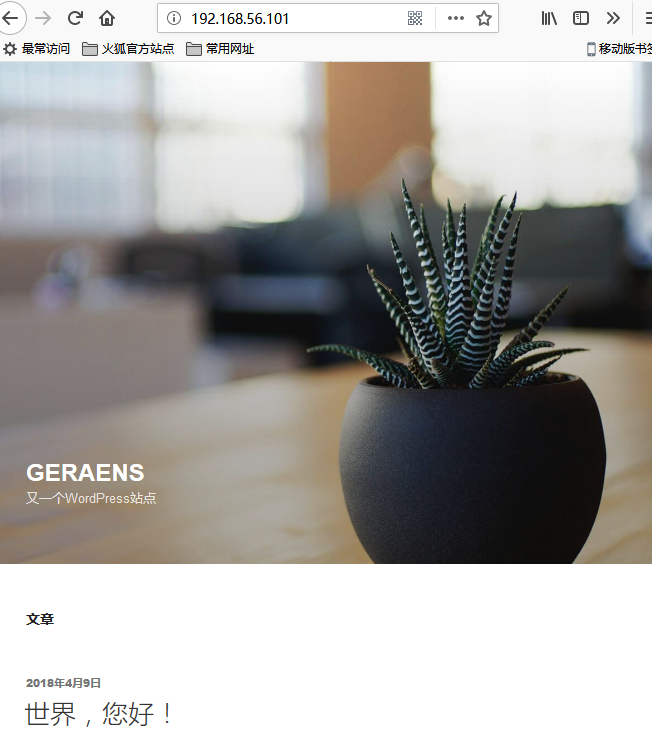 192.168.56.101
最常访问 火狐官方站点 常用网址 移动版书签
GERAENS
又一个WordPress站点
文章
2018年4月9日
世界，您好！